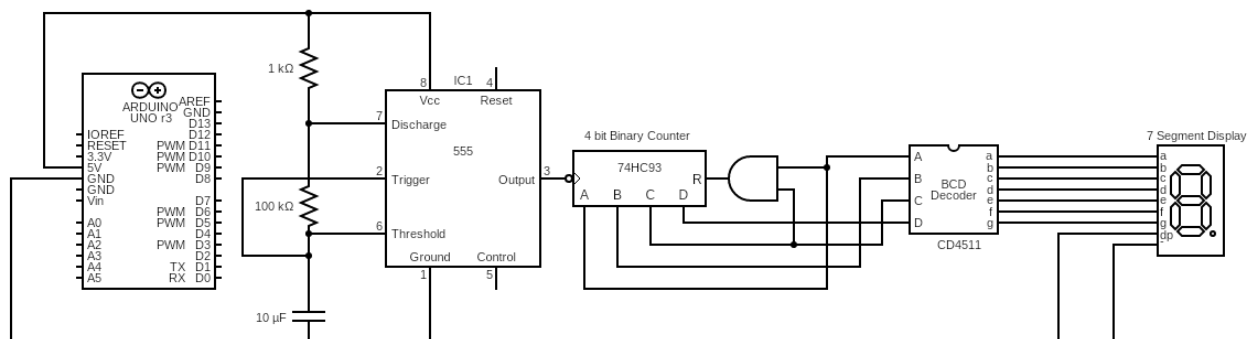 ARDUINO
UNO r3
IOREF
RESET
3.3V
5V
GND
GND
Vin
A0
A1
A2
A3
A4
A5
AREF
GND
D13
D12
PWM D11
PWM D10
PWM D9
D8
D7
PWM D6
PWM D5
D4
PWM D3
D2
TX D1
RX D0
1 kΩ
100 kΩ
10 µF
IC1
8
4
Vcc
Reset
7
Discharge
555
2
Trigger
Output
3
6
Threshold
Ground
Control
1
5
4 bit Binary Counter
74HC93
R
A B C D
A
B
C
D
BCD
Decoder
a
b
c
d
e
f
g
CD4511
7 Segment Display
a
b
c
d
e
f
g
dp
-